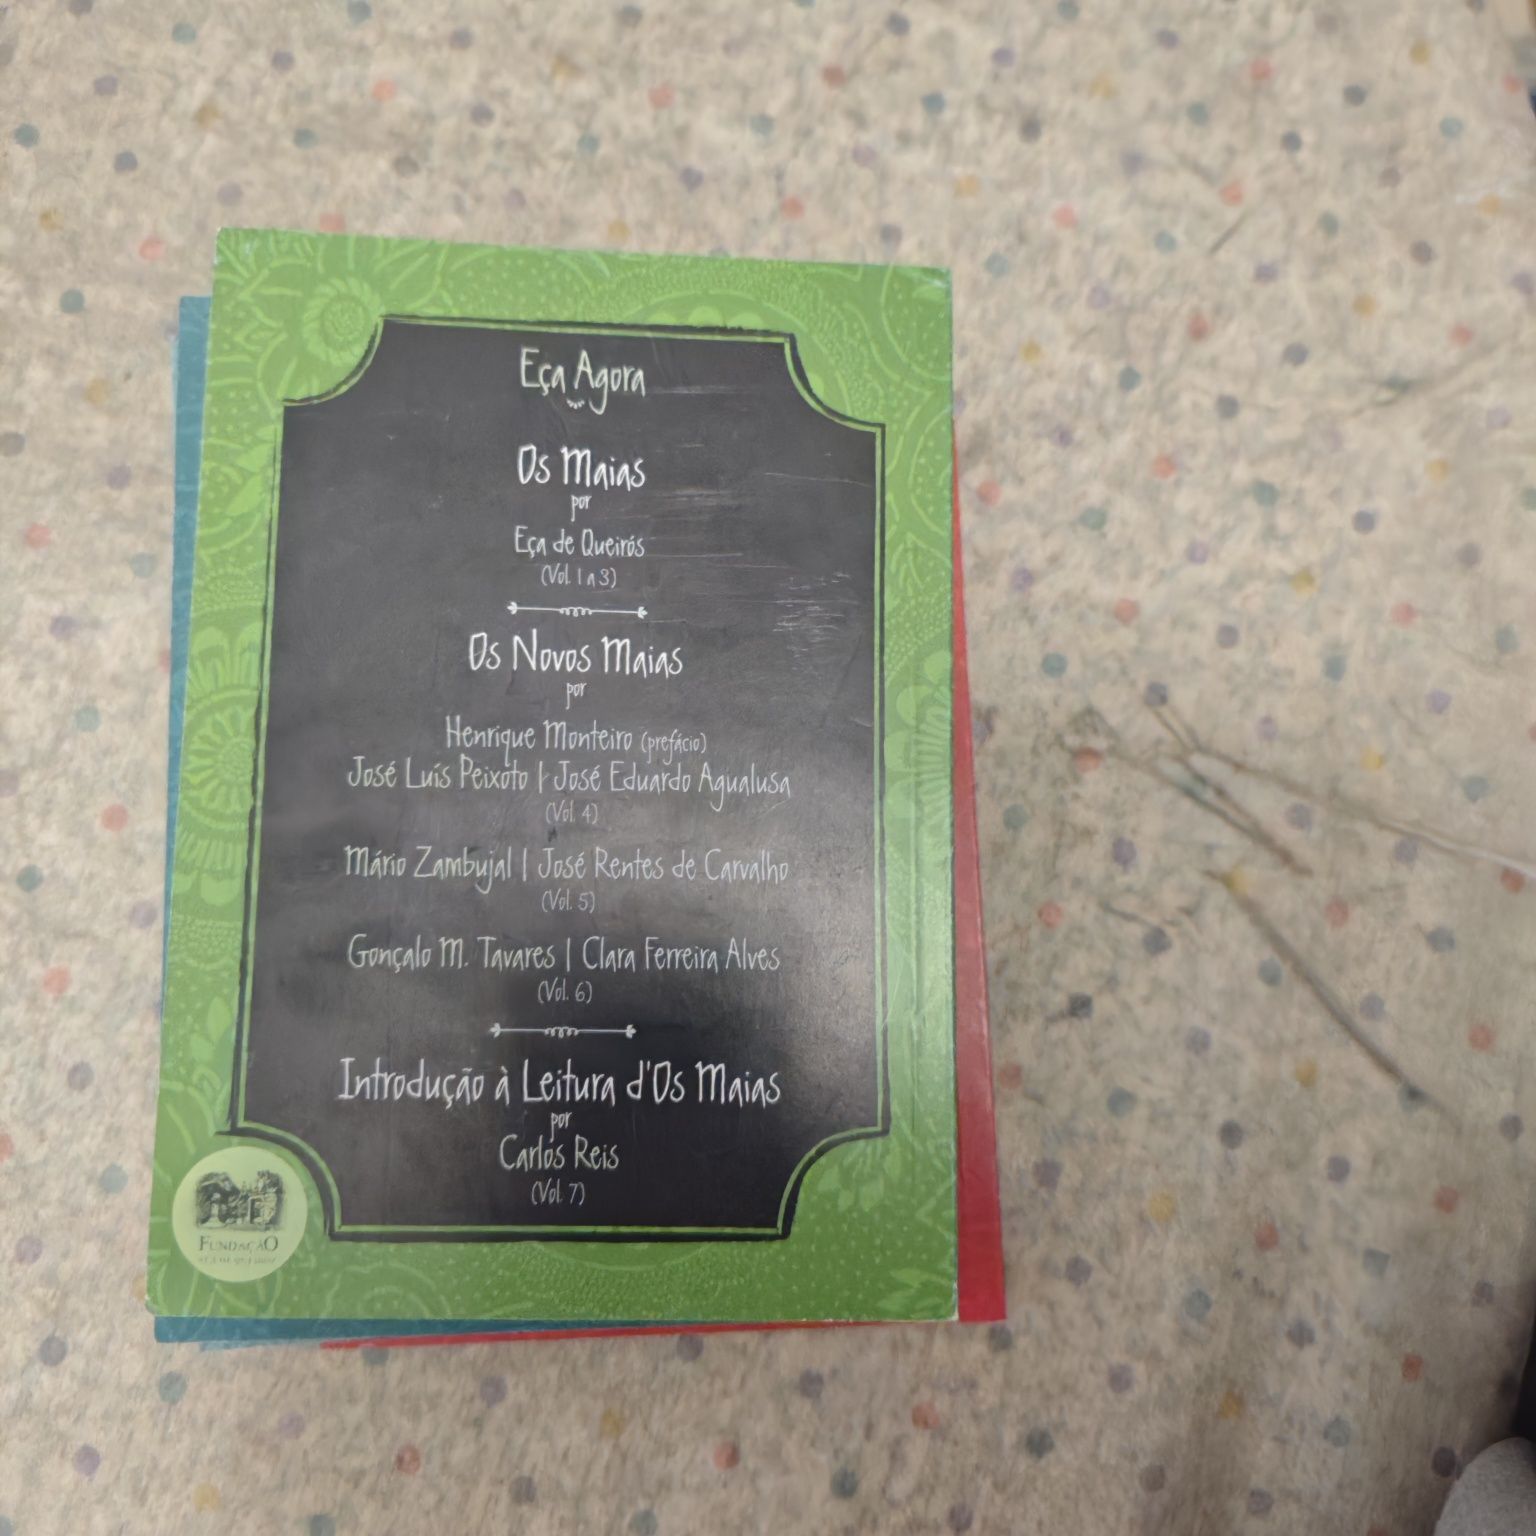 Eça Agora
Os Maias
por
Eça de Queirós
(Vol. 1 a 3)
Os Novos Maias
por
Henrique Monteiro (prefácio)
José Luís Peixoto | José Eduardo Agualusa
(Vol. 4)
Mário Zambujal | José Rentes de Carvalho
(Vol. 5)
Gonçalo M. Tavares | Clara Ferreira Alves
(Vol. 6)
Introdução à Leitura d'Os Maias
por
Carlos Reis
(Vol. 7)
FUNDAÇÃO